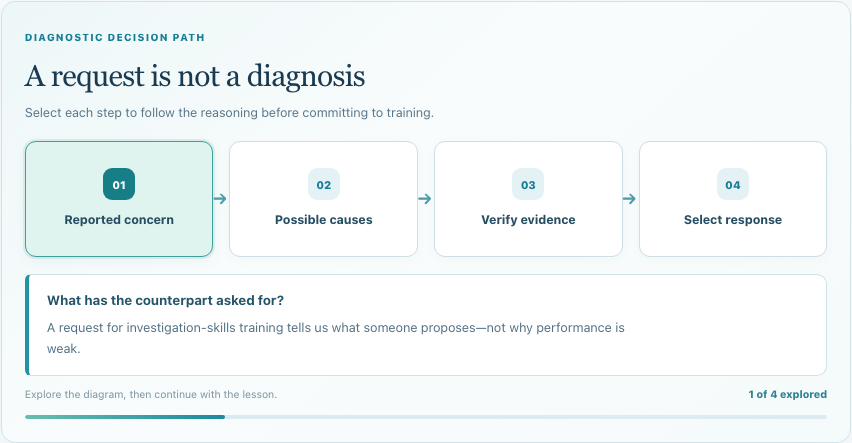 DIAGNOSTIC DECISION PATH
A request is not a diagnosis
Select each step to follow the reasoning before committing to training.
01
Reported concern
02
Possible causes
03
Verify evidence
04
Select response
What has the counterpart asked for?
A request for investigation-skills training tells us what someone proposes—not why performance is
weak.
Explore the diagram, then continue with the lesson.
1 of 4 explored